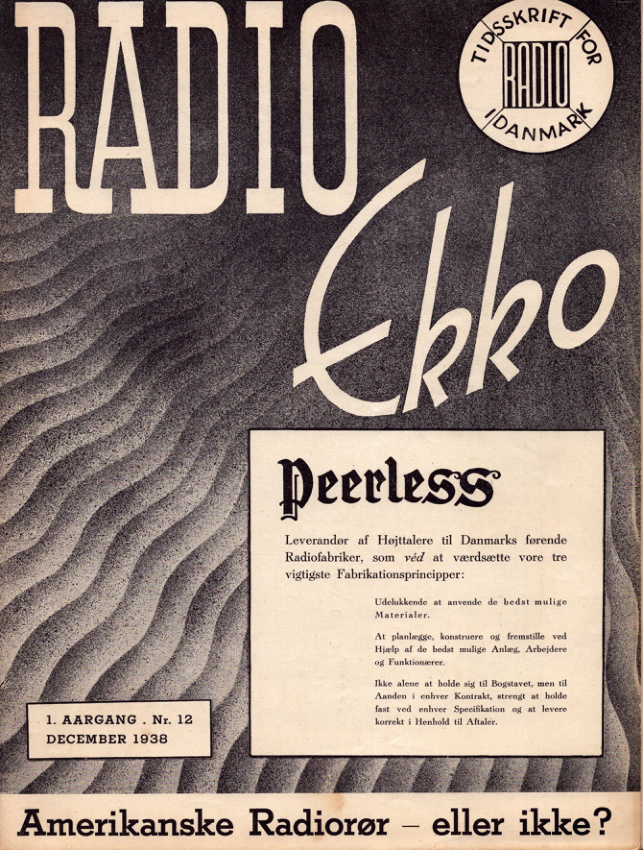 RADIO
TIDSSKRIFT FOR
RADIO
I DANMARK
Ekko
Peerless
Leverandør af Højttalere til Danmarks førende
Radiofabriker, som véd at værdsætte vore tre
vigtigste Fabrikationsprincipper:
Udelukkende at anvende de bedst mulige
Materialer.
At planlægge, konstruere og fremstille ved
Hjælp af de bedst mulige Anlæg, Arbejdere
og Funktionærer.
Ikke alene at holde sig til Bogstavet, men til
Aanden i enhver Kontrakt, strengt at holde
fast ved enhver Specifikation og at levere
korrekt i Henhold til Aftaler.
1. AARGANG . Nr. 12
DECEMBER 1938
Amerikanske Radiorør – eller ikke?